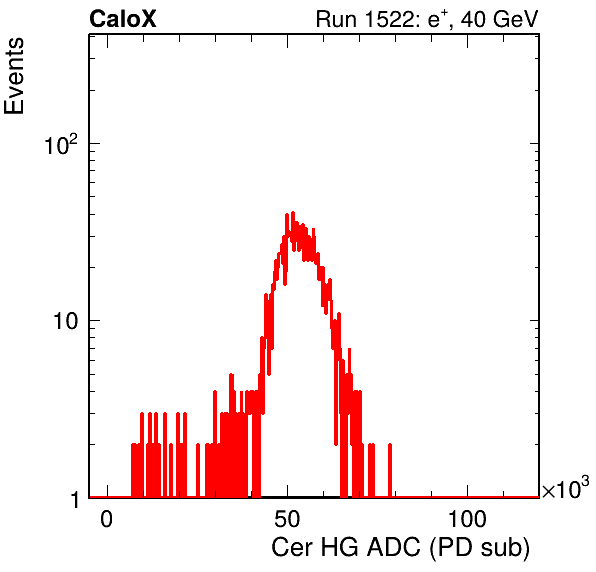 CaloX Run 1522: e⁺, 40 GeV
Events
10²
10
1
0 50 100 ×10³
Cer HG ADC (PD sub)